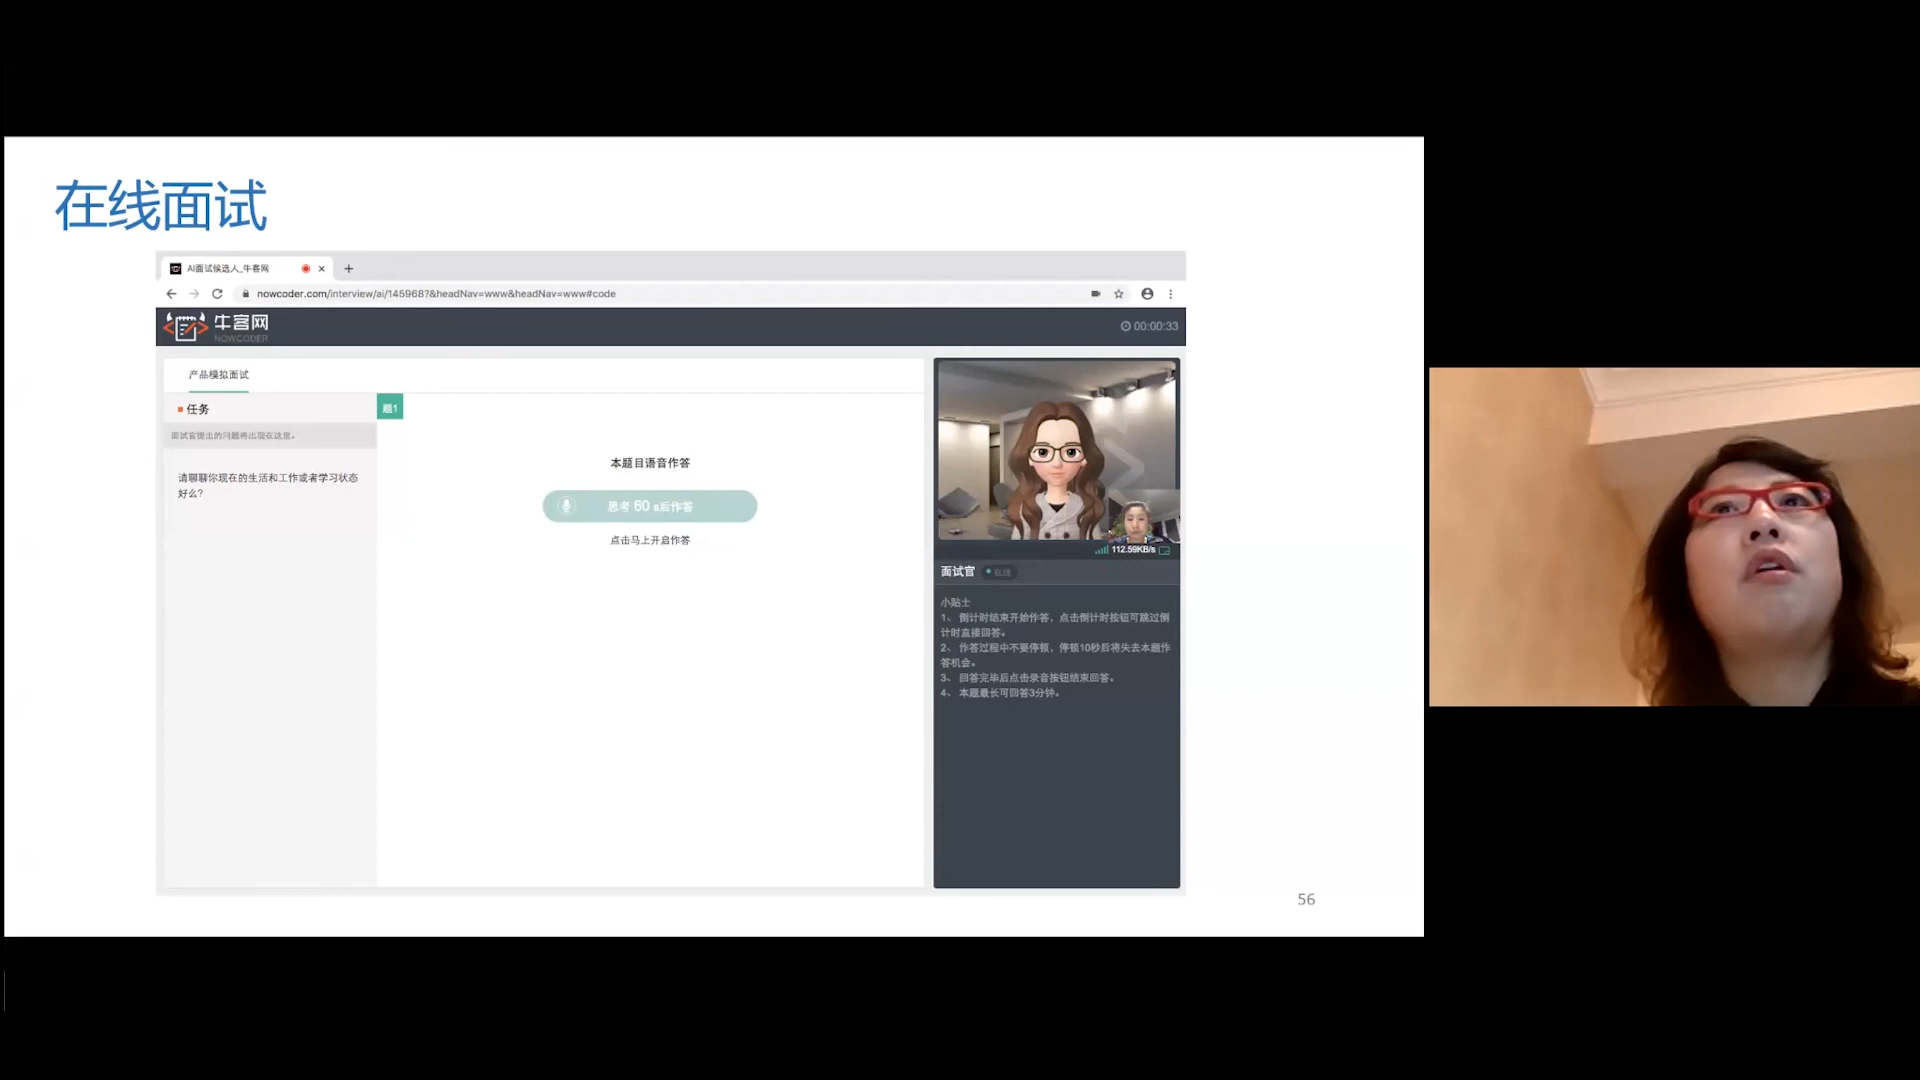 在线面试
AI面试候选人_牛客网
nowcoder.com/interview/ai/145968?&headNav=www&headNav=www#code
牛客网
NOWCODER
00:00:33
产品模拟面试
任务
题1
面试官提出的问题将出现在这里。
请聊聊你现在的生活和工作或者学习状态
好么?
本题目语音作答
思考 60 s后作答
点击马上开启作答
112.59KB/s
面试官
在线
小贴士
1、 倒计时结束开始作答，点击倒计时按钮可跳过倒
计时直接回答。
2、 作答过程中不要停顿，停顿10秒后将失去本题作
答机会。
3、 回答完毕后点击录音按钮结束回答。
4、 本题最长可回答3分钟。
56